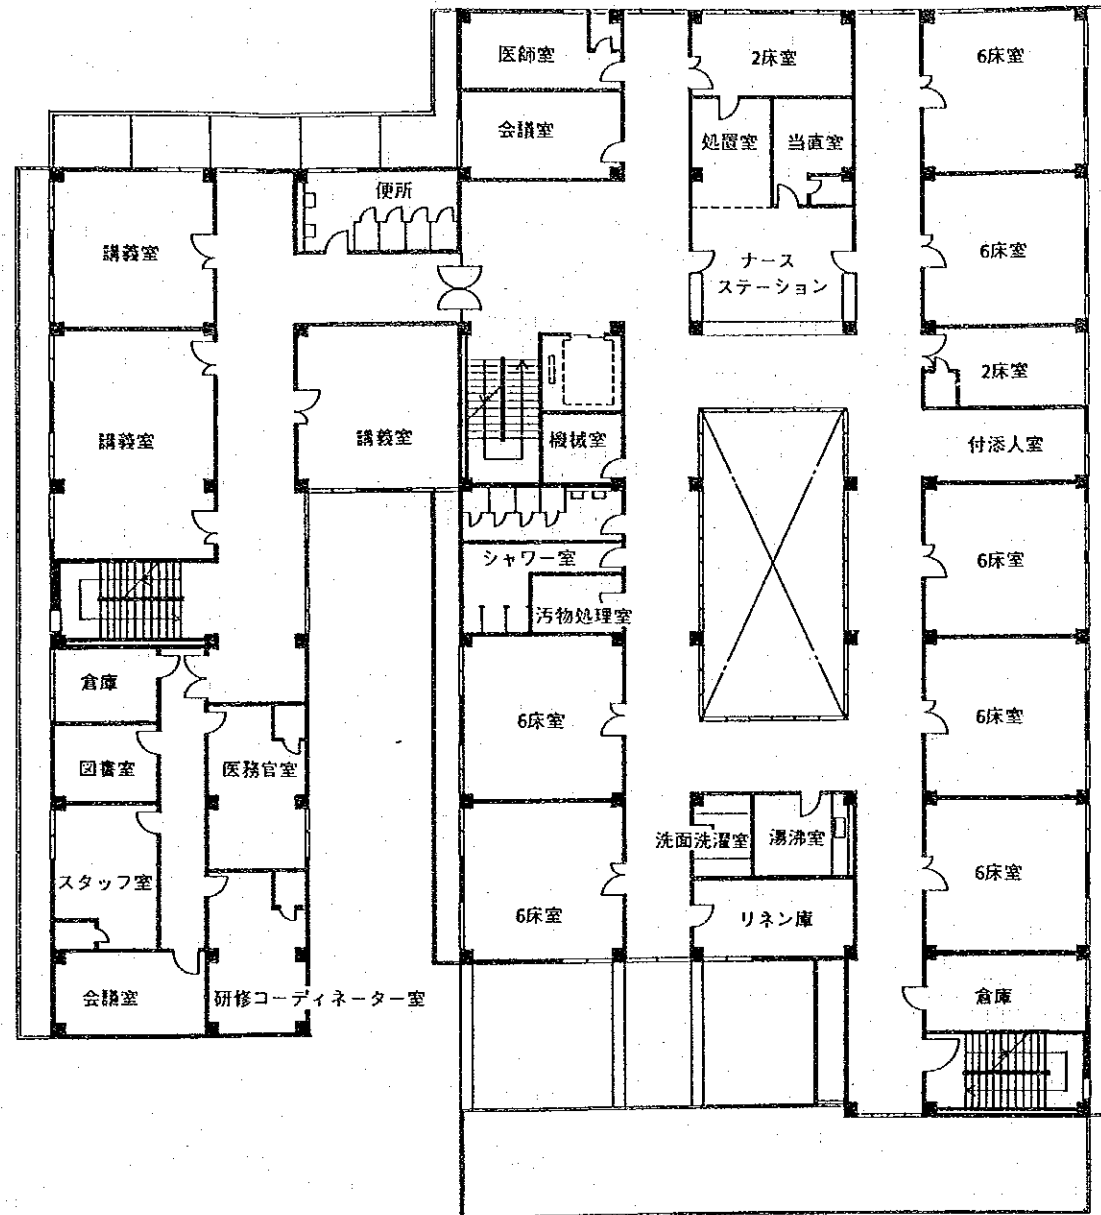 医師室
2床室
6床室
会議室
処置室
当直室
便所
講義室
6床室
ナース
ステーション
2床室
講義室
講義室
機械室
付添人室
シャワー室
6床室
汚物処理室
倉庫
6床室
6床室
図書室
医務官室
洗面洗濯室
湯沸室
スタッフ室
6床室
6床室
リネン庫
会議室
研修コーディネーター室
倉庫